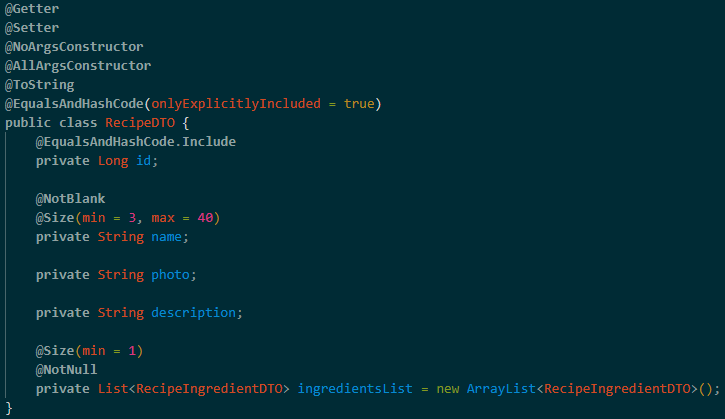 @Getter
@Setter
@NoArgsConstructor
@AllArgsConstructor
@ToString
@EqualsAndHashCode(onlyExplicitlyIncluded = true)
public class RecipeDTO {
    @EqualsAndHashCode.Include
    private Long id;

    @NotBlank
    @Size(min = 3, max = 40)
    private String name;

    private String photo;

    private String description;

    @Size(min = 1)
    @NotNull
    private List<RecipeIngredientDTO> ingredientsList = new ArrayList<RecipeIngredientDTO>();
}